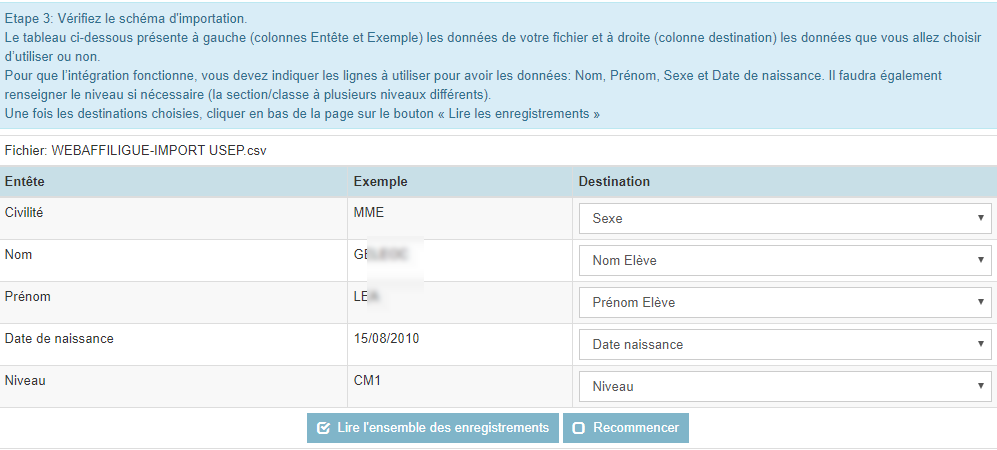 Etape 3: Vérifiez le schéma d'importation.
Le tableau ci-dessous présente à gauche (colonnes Entête et Exemple) les données de votre fichier et à droite (colonne destination) les données que vous allez choisir
d'utiliser ou non.
Pour que l'intégration fonctionne, vous devez indiquer les lignes à utiliser pour avoir les données: Nom, Prénom, Sexe et Date de naissance. Il faudra également
renseigner le niveau si nécessaire (la section/classe à plusieurs niveaux différents).
Une fois les destinations choisies, cliquer en bas de la page sur le bouton « Lire les enregistrements »
Fichier: WEBAFFILIGUE-IMPORT USEP.csv
Entête Exemple Destination
Civilité MME Sexe
Nom Nom Elève
Prénom Prénom Elève
Date de naissance 15/08/2010 Date naissance
Niveau CM1 Niveau
Lire l'ensemble des enregistrements Recommencer